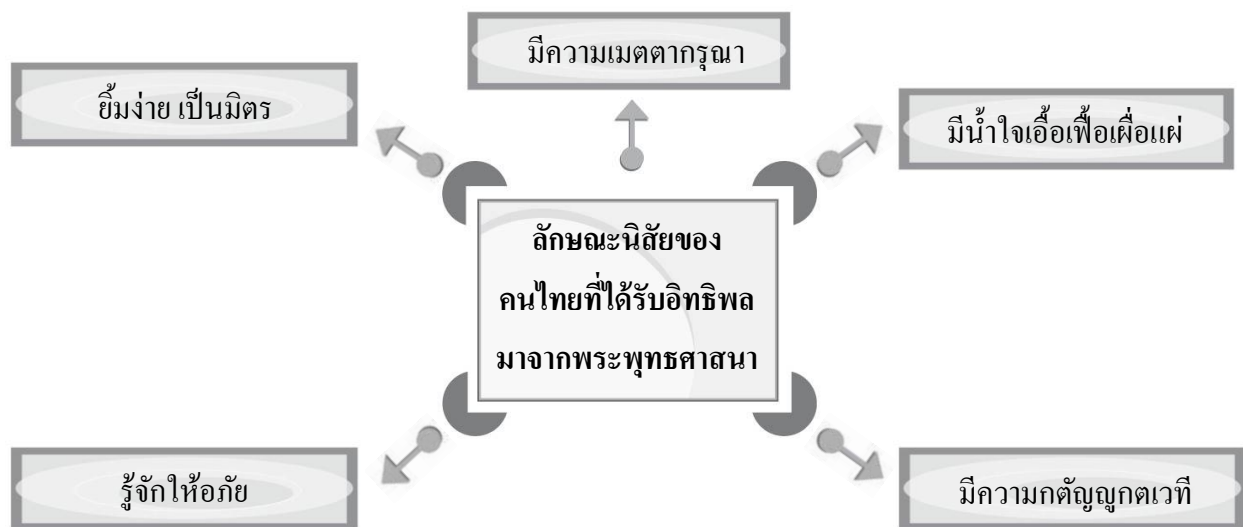 มีความเมตตากรุณา
ยิ้มง่าย เป็นมิตร
มีน้ำใจเอื้อเฟื้อเผื่อแผ่
ลักษณะนิสัยของ
คนไทยที่ได้รับอิทธิพล
มาจากพระพุทธศาสนา
รู้จักให้อภัย
มีความกตัญญูกตเวที